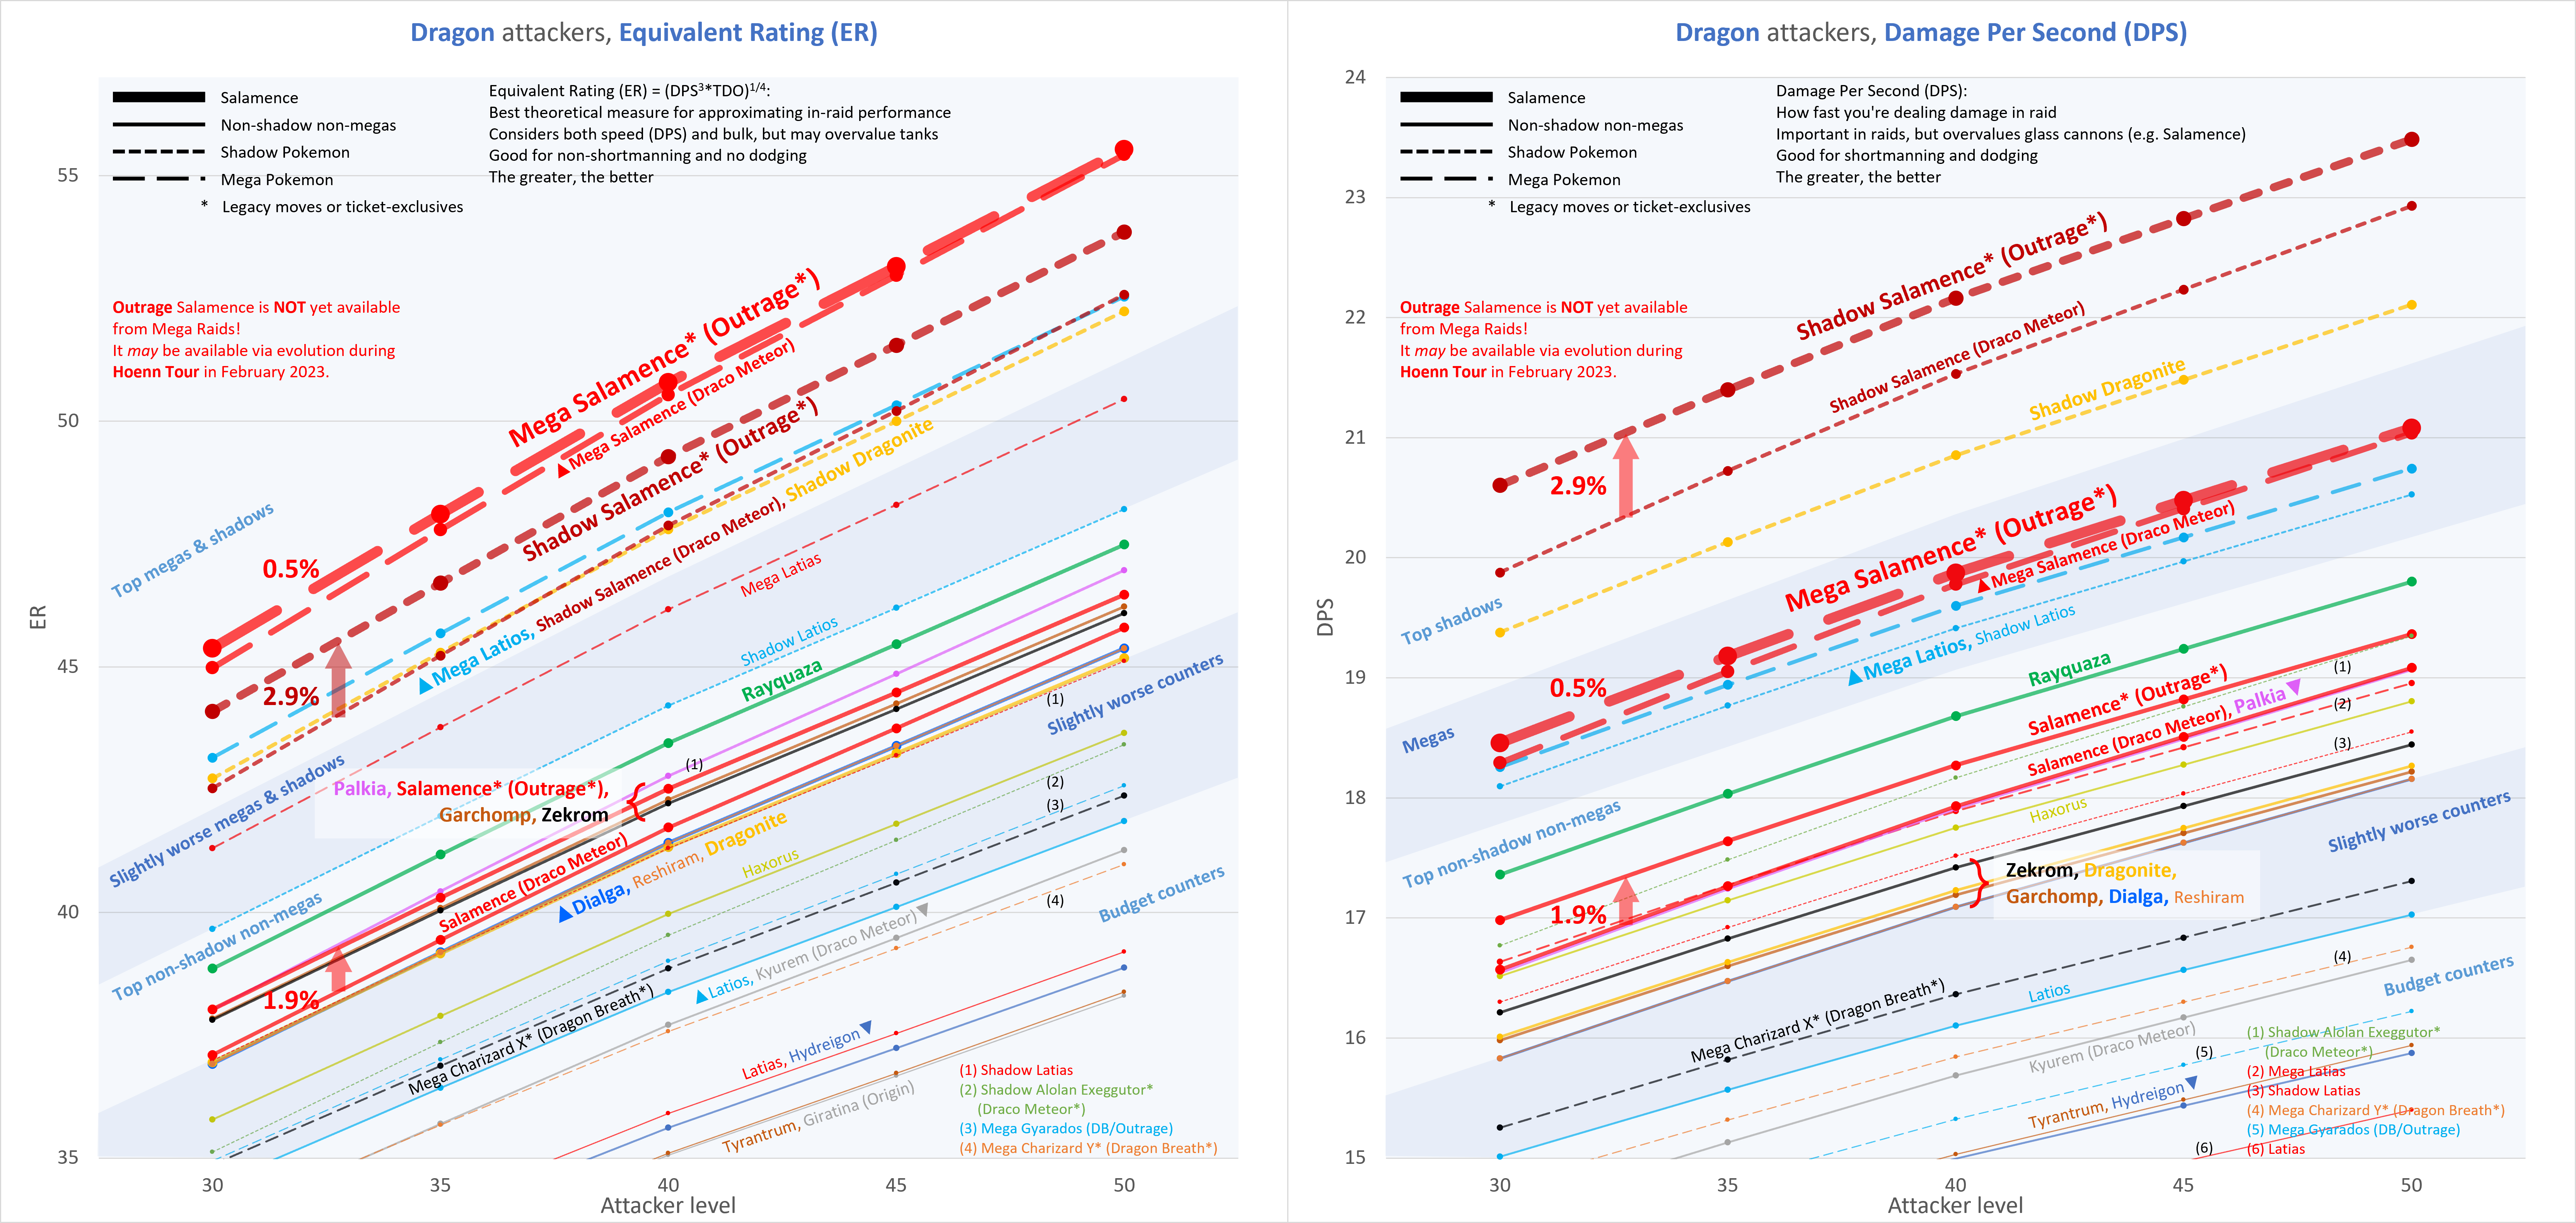 Dragon attackers, Equivalent Rating (ER)
Salamence
Non-shadow non-megas
Shadow Pokemon
Mega Pokemon
* Legacy moves or ticket-exclusives
Equivalent Rating (ER) = (DPS³*TDO)¹/⁴:
Best theoretical measure for approximating in-raid performance
Considers both speed (DPS) and bulk, but may overvalue tanks
Good for non-shortmanning and no dodging
The greater, the better
Outrage Salamence is NOT yet available
from Mega Raids!
It may be available via evolution during
Hoenn Tour in February 2023.
55
50
45
40
35
ER
30
35
40
45
50
Attacker level
Top megas & shadows
Slightly worse megas & shadows
Top non-shadow non-megas
Slightly worse counters
Budget counters
0.5%
2.9%
1.9%
Mega Salamence* (Outrage*)
▲Mega Salamence (Draco Meteor)
Shadow Salamence* (Outrage*)
▲Mega Latios, Shadow Salamence (Draco Meteor), Shadow Dragonite
Mega Latias
Shadow Latios
Rayquaza
(1)
Palkia, Salamence* (Outrage*),
Garchomp, Zekrom
Salamence (Draco Meteor)
▲Dialga, Reshiram, Dragonite
(1)
Haxorus
(2)
(3)
Mega Charizard X* (Dragon Breath*)
▲Latios, Kyurem (Draco Meteor)▼
(4)
Latias, Hydreigon▼
Tyrantrum, Giratina (Origin)
(1) Shadow Latias
(2) Shadow Alolan Exeggutor*
(Draco Meteor*)
(3) Mega Gyarados (DB/Outrage)
(4) Mega Charizard Y* (Dragon Breath*)
Dragon attackers, Damage Per Second (DPS)
Salamence
Non-shadow non-megas
Shadow Pokemon
Mega Pokemon
* Legacy moves or ticket-exclusives
Damage Per Second (DPS):
How fast you're dealing damage in raid
Important in raids, but overvalues glass cannons (e.g. Salamence)
Good for shortmanning and dodging
The greater, the better
Outrage Salamence is NOT yet available
from Mega Raids!
It may be available via evolution during
Hoenn Tour in February 2023.
24
23
22
21
20
19
18
17
16
15
DPS
30
35
40
45
50
Attacker level
Top shadows
Megas
Top non-shadow non-megas
Slightly worse counters
Budget counters
2.9%
0.5%
1.9%
Shadow Salamence* (Outrage*)
Shadow Salamence (Draco Meteor)
Shadow Dragonite
Mega Salamence* (Outrage*)
▲Mega Salamence (Draco Meteor)
▲Mega Latios, Shadow Latios
Rayquaza
Salamence* (Outrage*)
(1)
Salamence (Draco Meteor), Palkia▼
(2)
Haxorus
(3)
Zekrom, Dragonite,
Garchomp, Dialga, Reshiram
Mega Charizard X* (Dragon Breath*)
Latios
(4)
Kyurem (Draco Meteor)
(5)
Tyrantrum, Hydreigon▼
(6)
(1) Shadow Alolan Exeggutor*
(Draco Meteor*)
(2) Mega Latias
(3) Shadow Latias
(4) Mega Charizard Y* (Dragon Breath*)
(5) Mega Gyarados (DB/Outrage)
(6) Latias